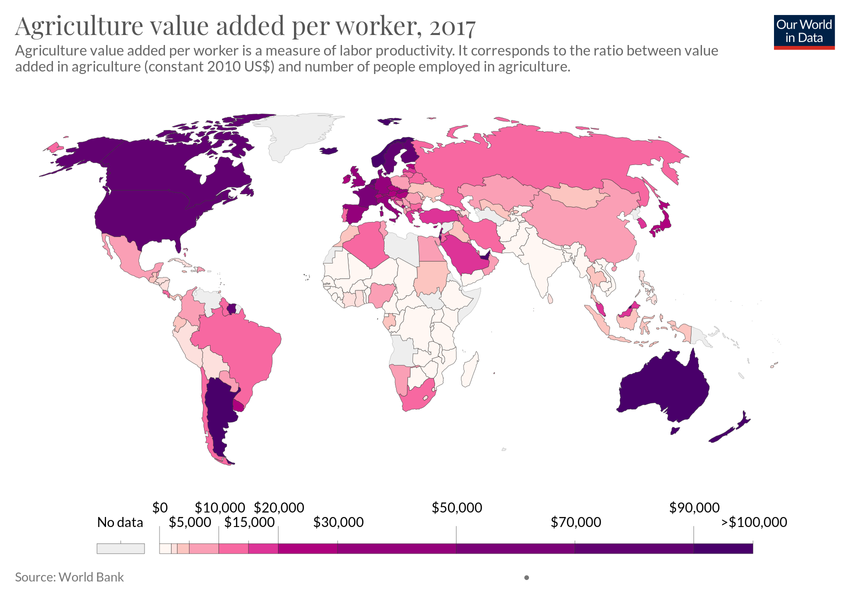 Agriculture value added per worker, 2017
Our World
in Data
Agriculture value added per worker is a measure of labor productivity. It corresponds to the ratio between value
added in agriculture (constant 2010 US$) and number of people employed in agriculture.
$0 $10,000 $20,000 $50,000 $90,000
No data $5,000 $15,000 $30,000 $70,000 >$100,000
Source: World Bank